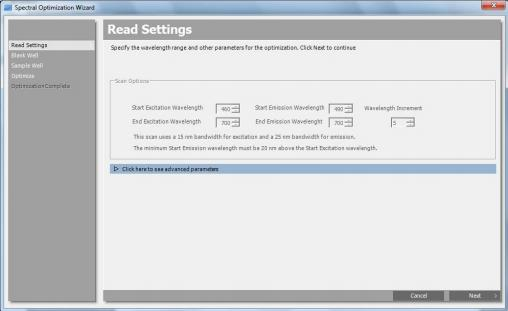 Spectral Optimization Wizard
Read Settings
Blank Well
Sample Well
Optimize
Optimization Complete
Read Settings
Specify the wavelength range and other parameters for the optimization. Click Next to continue
Scan Options
Start Excitation Wavelength 460 Start Emission Wavelength 490 Wavelength Increment
End Excitation Wavelength 700 End Emission Wavelenght 700 5
This scan uses a 15 nm bandwidth for excitation and a 25 nm bandwidth for emission.
The minimum Start Emission wavelength must be 20 nm above the Start Excitation wavelength.
Click here to see advanced parameters
Cancel Next